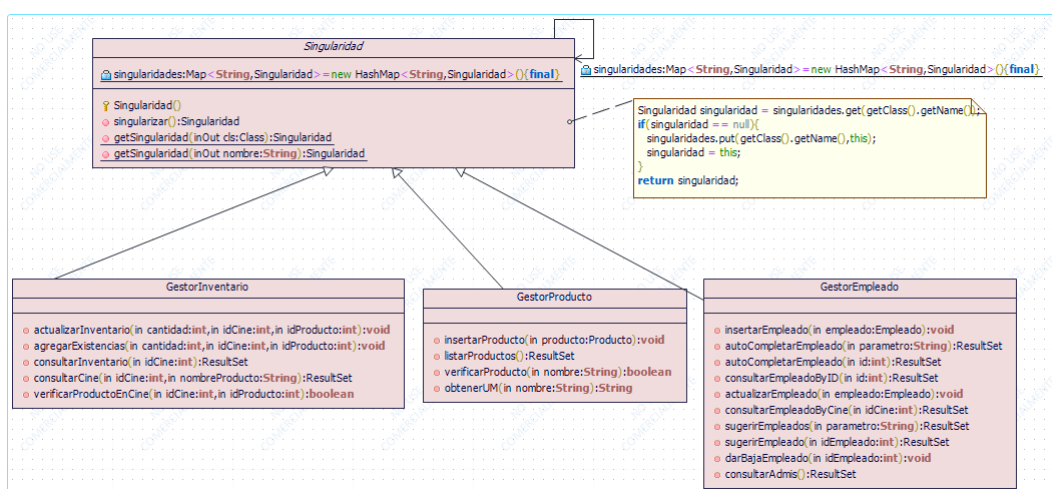 Singularidad
singularidades:Map<String,Singularidad>=new HashMap<String,Singularidad>(){final}
singularidades:Map<String,Singularidad>=new HashMap<String,Singularidad>(){final}
Singularidad()
singularizar():Singularidad
getSingularidad(inOut cls:Class):Singularidad
getSingularidad(inOut nombre:String):Singularidad
Singularidad singularidad = singularidades.get(getClass().getName());
if(singularidad == null){
singularidades.put(getClass().getName(),this);
singularidad = this;
}
return singularidad;
GestorInventario
actualizarInventario(in cantidad:int,in idCine:int,in idProducto:int):void
agregarExistencias(in cantidad:int,in idCine:int,in idProducto:int):void
consultarInventario(in idCine:int):ResultSet
consultarCine(in idCine:int,in nombreProducto:String):ResultSet
verificarProductoEnCine(in idCine:int,in idProducto:int):boolean
GestorProducto
insertarProducto(in producto:Producto):void
listarProductos():ResultSet
verificarProducto(in nombre:String):boolean
obtenerUM(in nombre:String):String
GestorEmpleado
insertarEmpleado(in empleado:Empleado):void
autoCompletarEmpleado(in parametro:String):ResultSet
autoCompletarEmpleado(in id:int):ResultSet
consultarEmpleadoByID(in id:int):ResultSet
actualizarEmpleado(in empleado:Empleado):void
consultarEmpleadoByCine(in idCine:int):ResultSet
sugerirEmpleados(in parametro:String):ResultSet
sugerirEmpleado(in idEmpleado:int):ResultSet
darBajaEmpleado(in idEmpleado:int):void
consultarAdmis():ResultSet